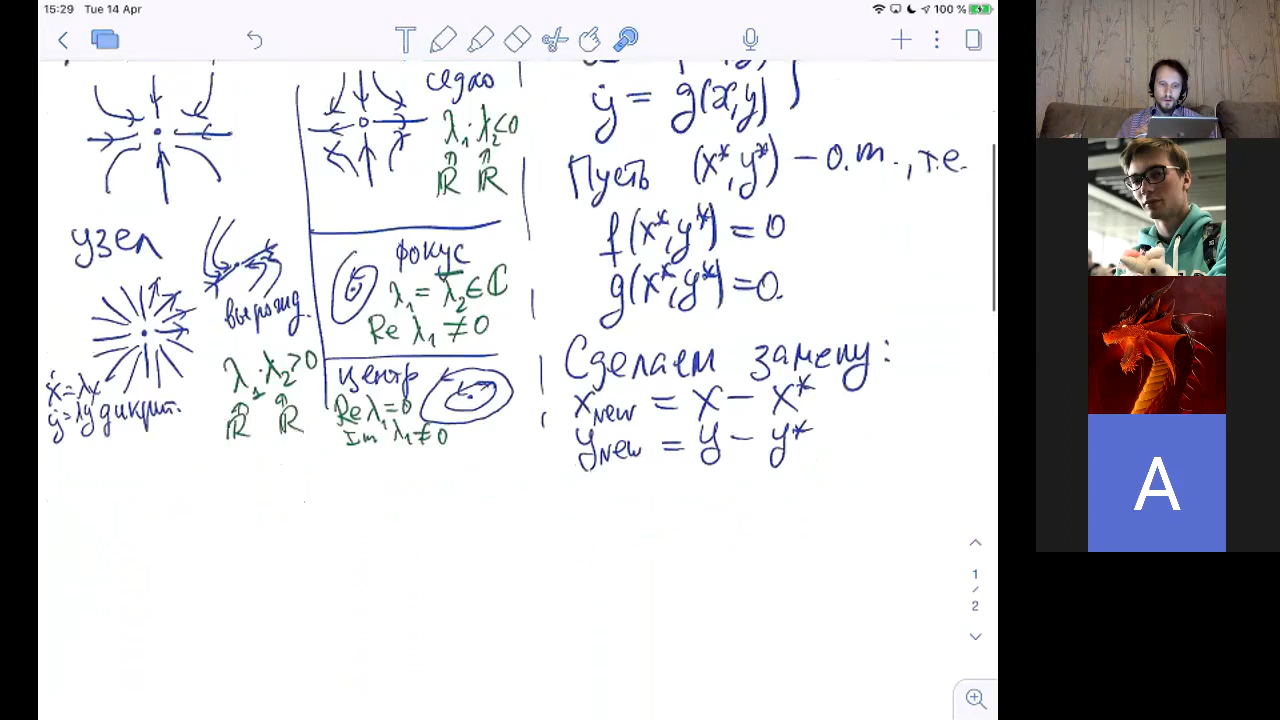 15:29 Tue 14 Apr
100 %
седло
λ₁·λ₂<0
ℝ ℝ
узел
вырожд.
фокус
λ₁ = λ̄₂ ∈ ℂ
Re λ₁ ≠ 0
λ₁·λ₂>0
ℝ ℝ
ẋ=λx
ẏ=λy дикрит.
центр
Re λ₁=0
Im λ₁≠0
ẏ = g(x,y)
Пусть (x*,y*) – о.т., т.е.
f(x*,y*) = 0
g(x*,y*) = 0.
Сделаем замену:
x_new = x – x*
y_new = y – y*
1
/
2
A